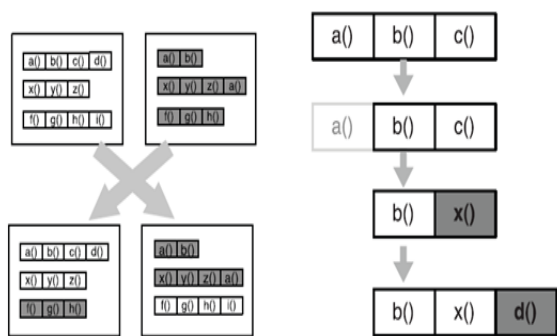 a() b() c() d()
x() y() z()
f() g() h() i()
a() b()
x() y() z() a()
f() g() h()
a() b() c() d()
x() y() z()
f() g() h()
a() b()
x() y() z() a()
f() g() h() i()
a() b() c()
a() b() c()
b() x()
b() x() d()